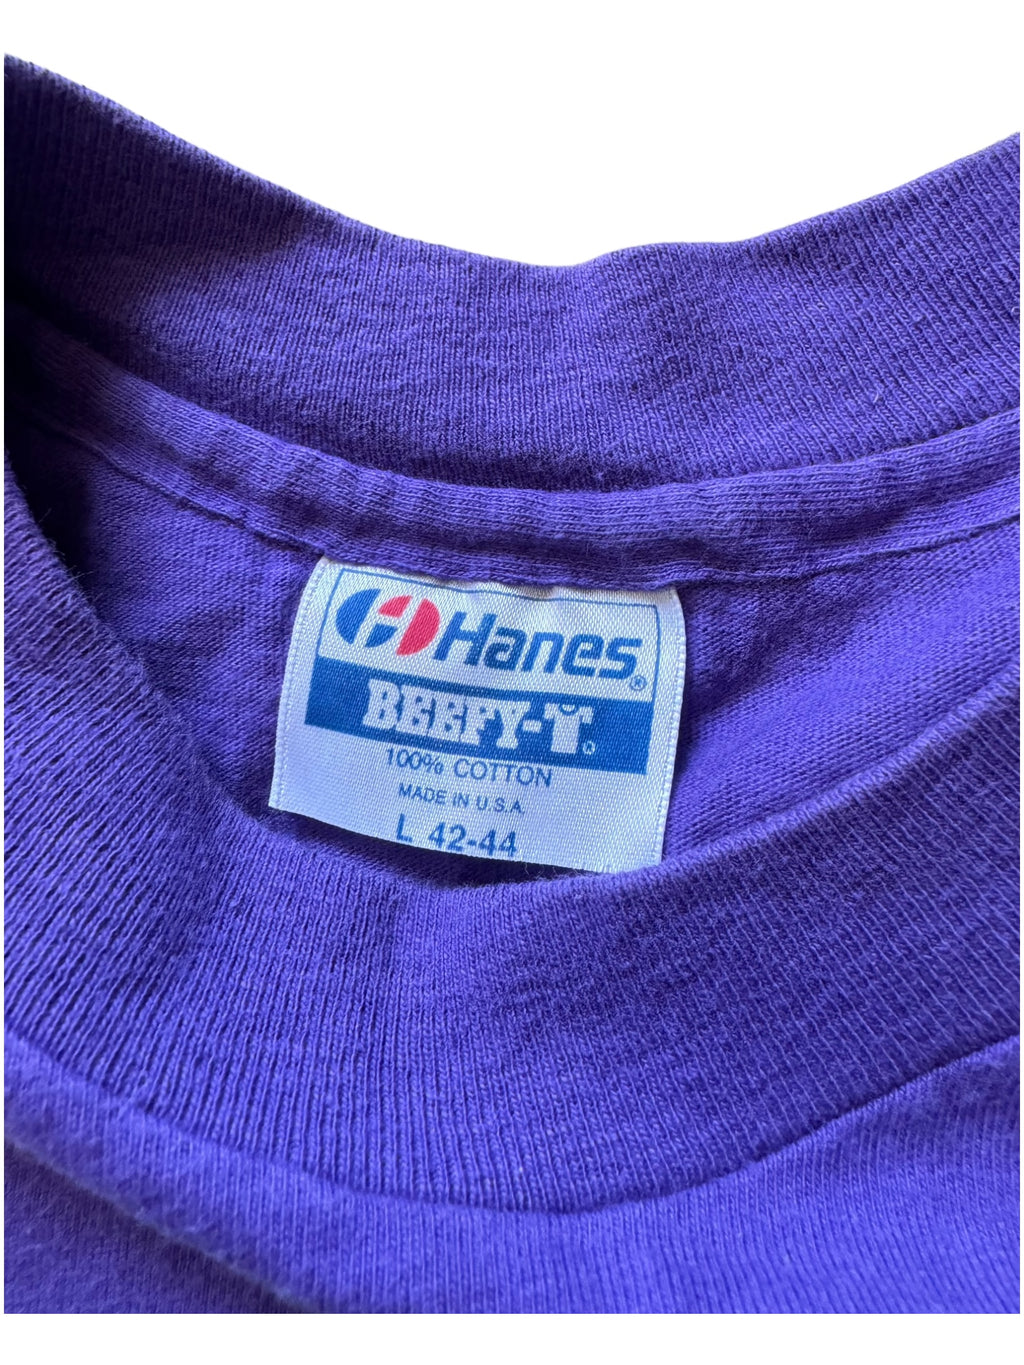 Hanes®
BEEFY-T®
100% COTTON
MADE IN U.S.A.
L 42-44